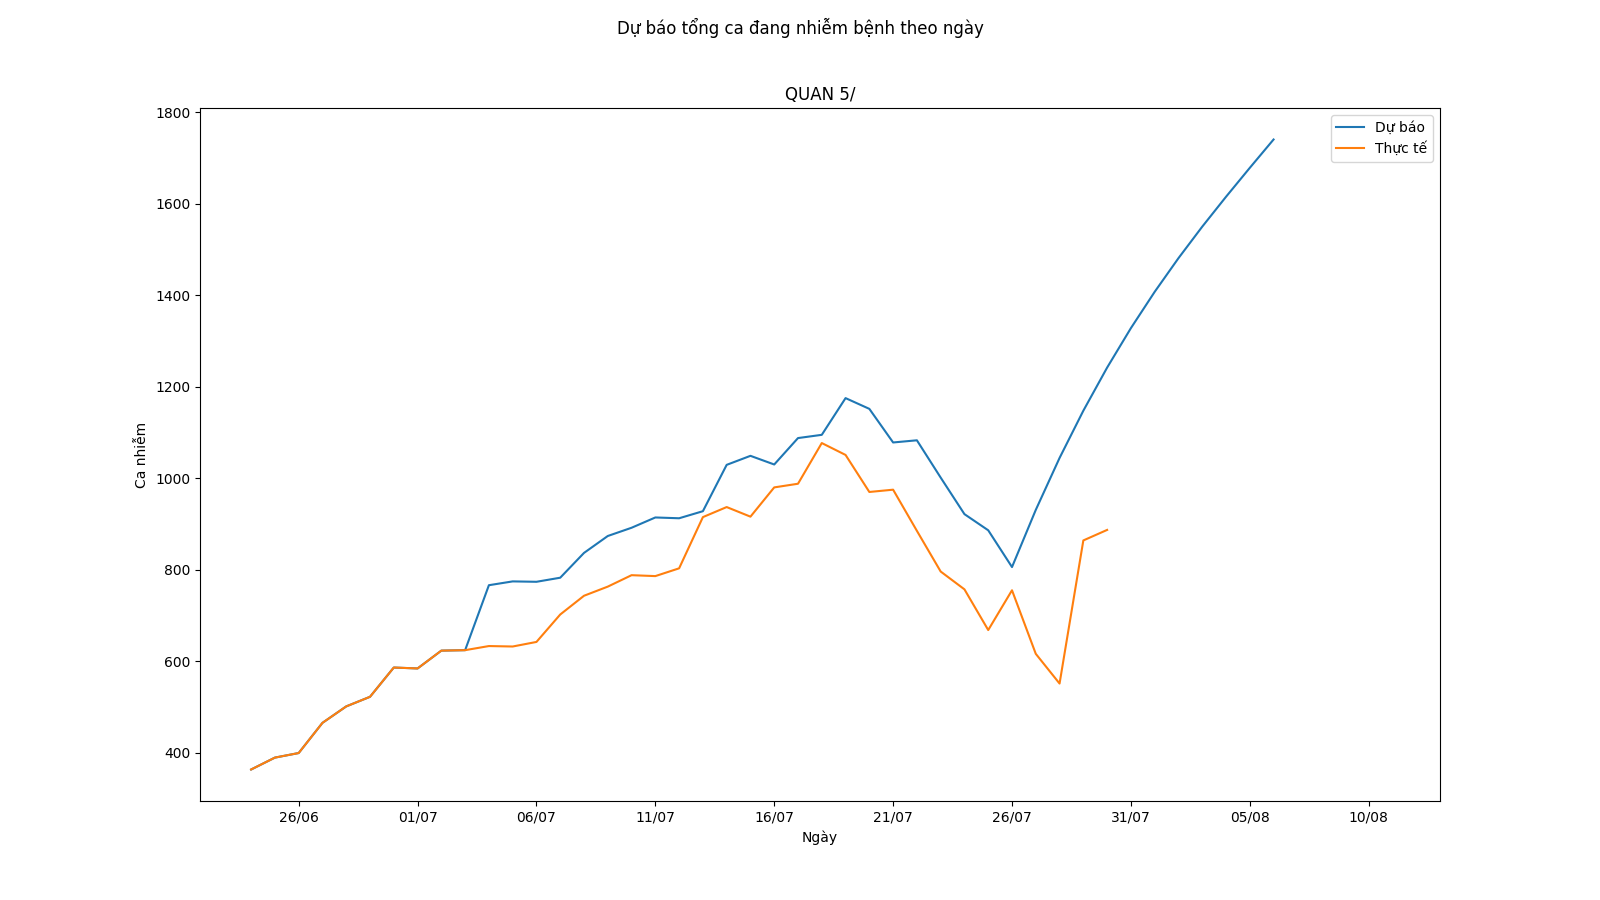 Dự báo tổng ca đang nhiễm bệnh theo ngày
QUAN 5/
Dự báo
Thực tế
1800
1600
1400
1200
1000
800
600
400
Ca nhiễm
26/06 01/07 06/07 11/07 16/07 21/07 26/07 31/07 05/08 10/08
Ngày